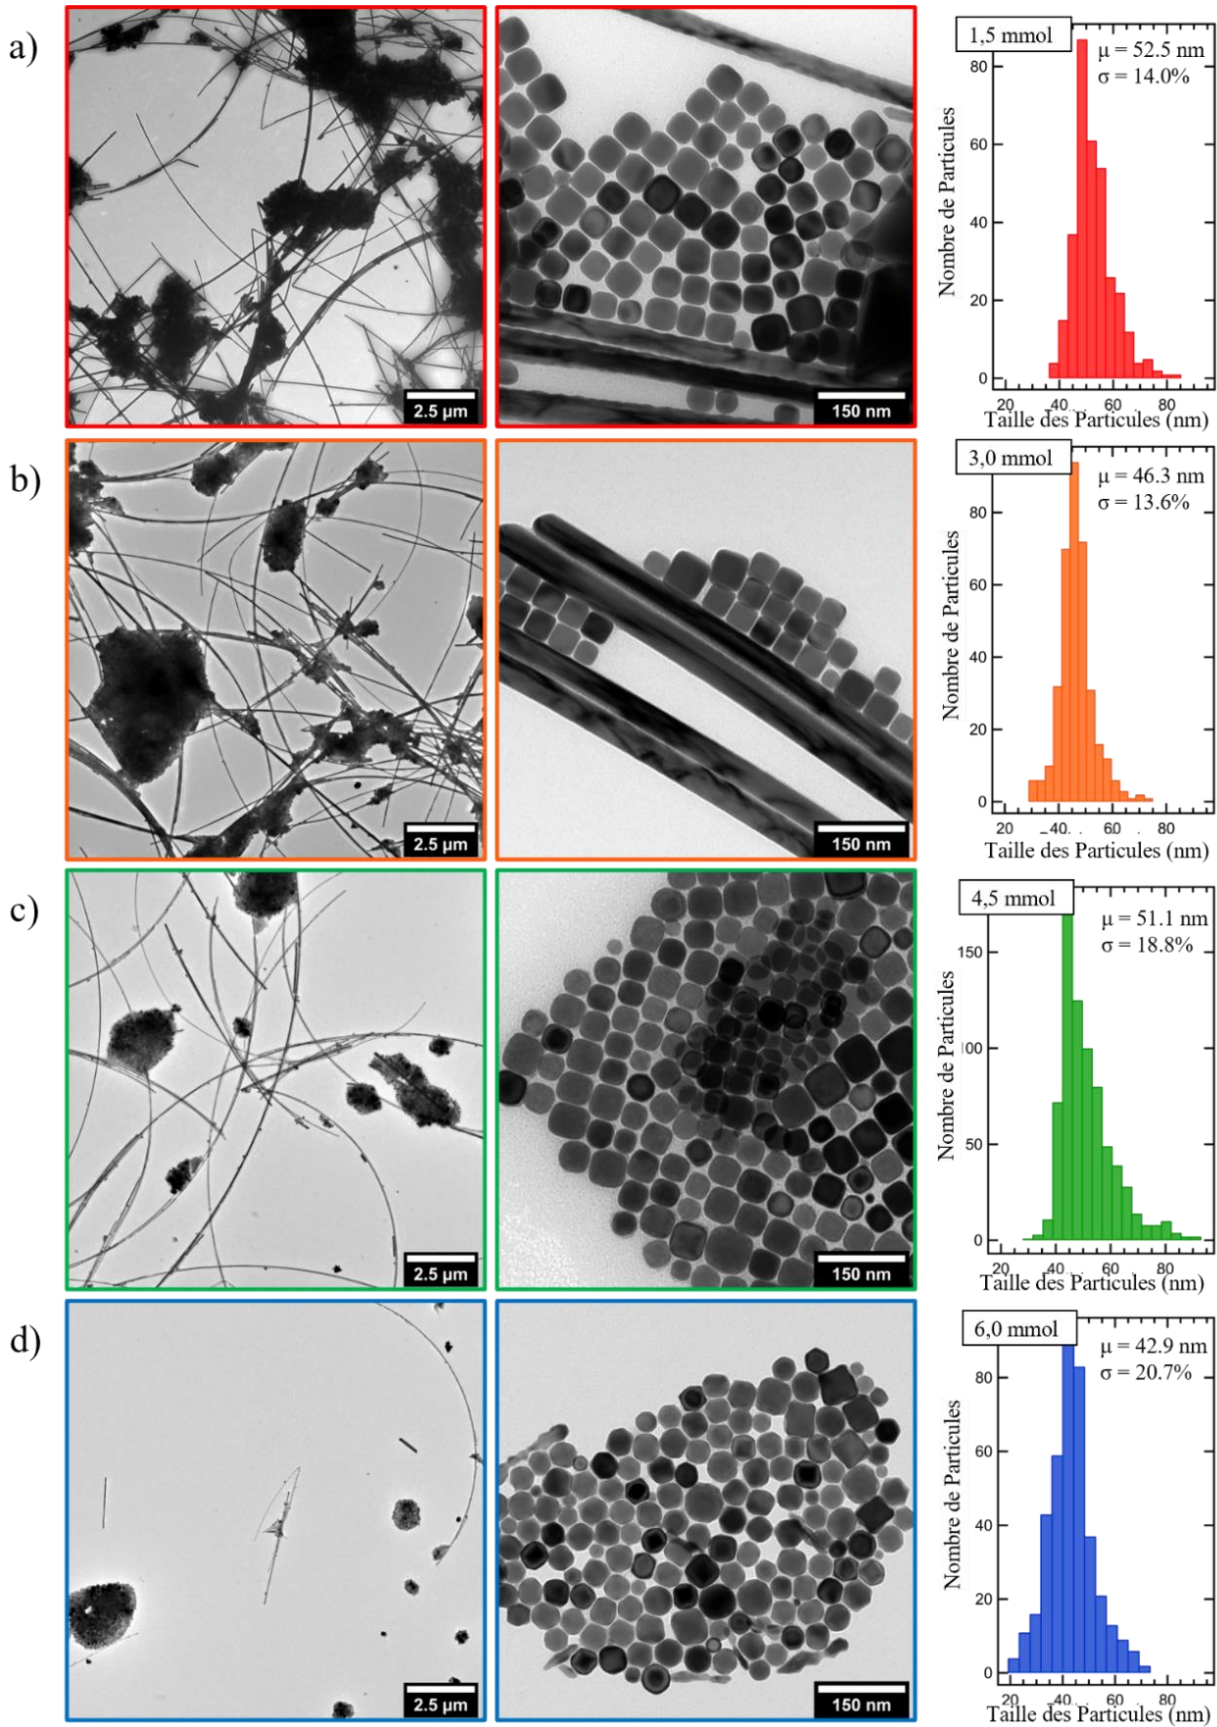 a)
2.5 µm
150 nm
1,5 mmol
µ = 52.5 nm
σ = 14.0%
Nombre de Particules
80
60
40
20
0
20 40 60 80
Taille des Particules (nm)
b)
2.5 µm
150 nm
3,0 mmol
µ = 46.3 nm
σ = 13.6%
Nombre de Particules
80
60
40
20
0
20 40 60 80
Taille des Particules (nm)
c)
2.5 µm
150 nm
4,5 mmol
µ = 51.1 nm
σ = 18.8%
Nombre de Particules
150
100
50
0
20 40 60 80
Taille des Particules (nm)
d)
2.5 µm
150 nm
6,0 mmol
µ = 42.9 nm
σ = 20.7%
Nombre de Particules
80
60
40
20
0
20 40 60 80
Taille des Particules (nm)